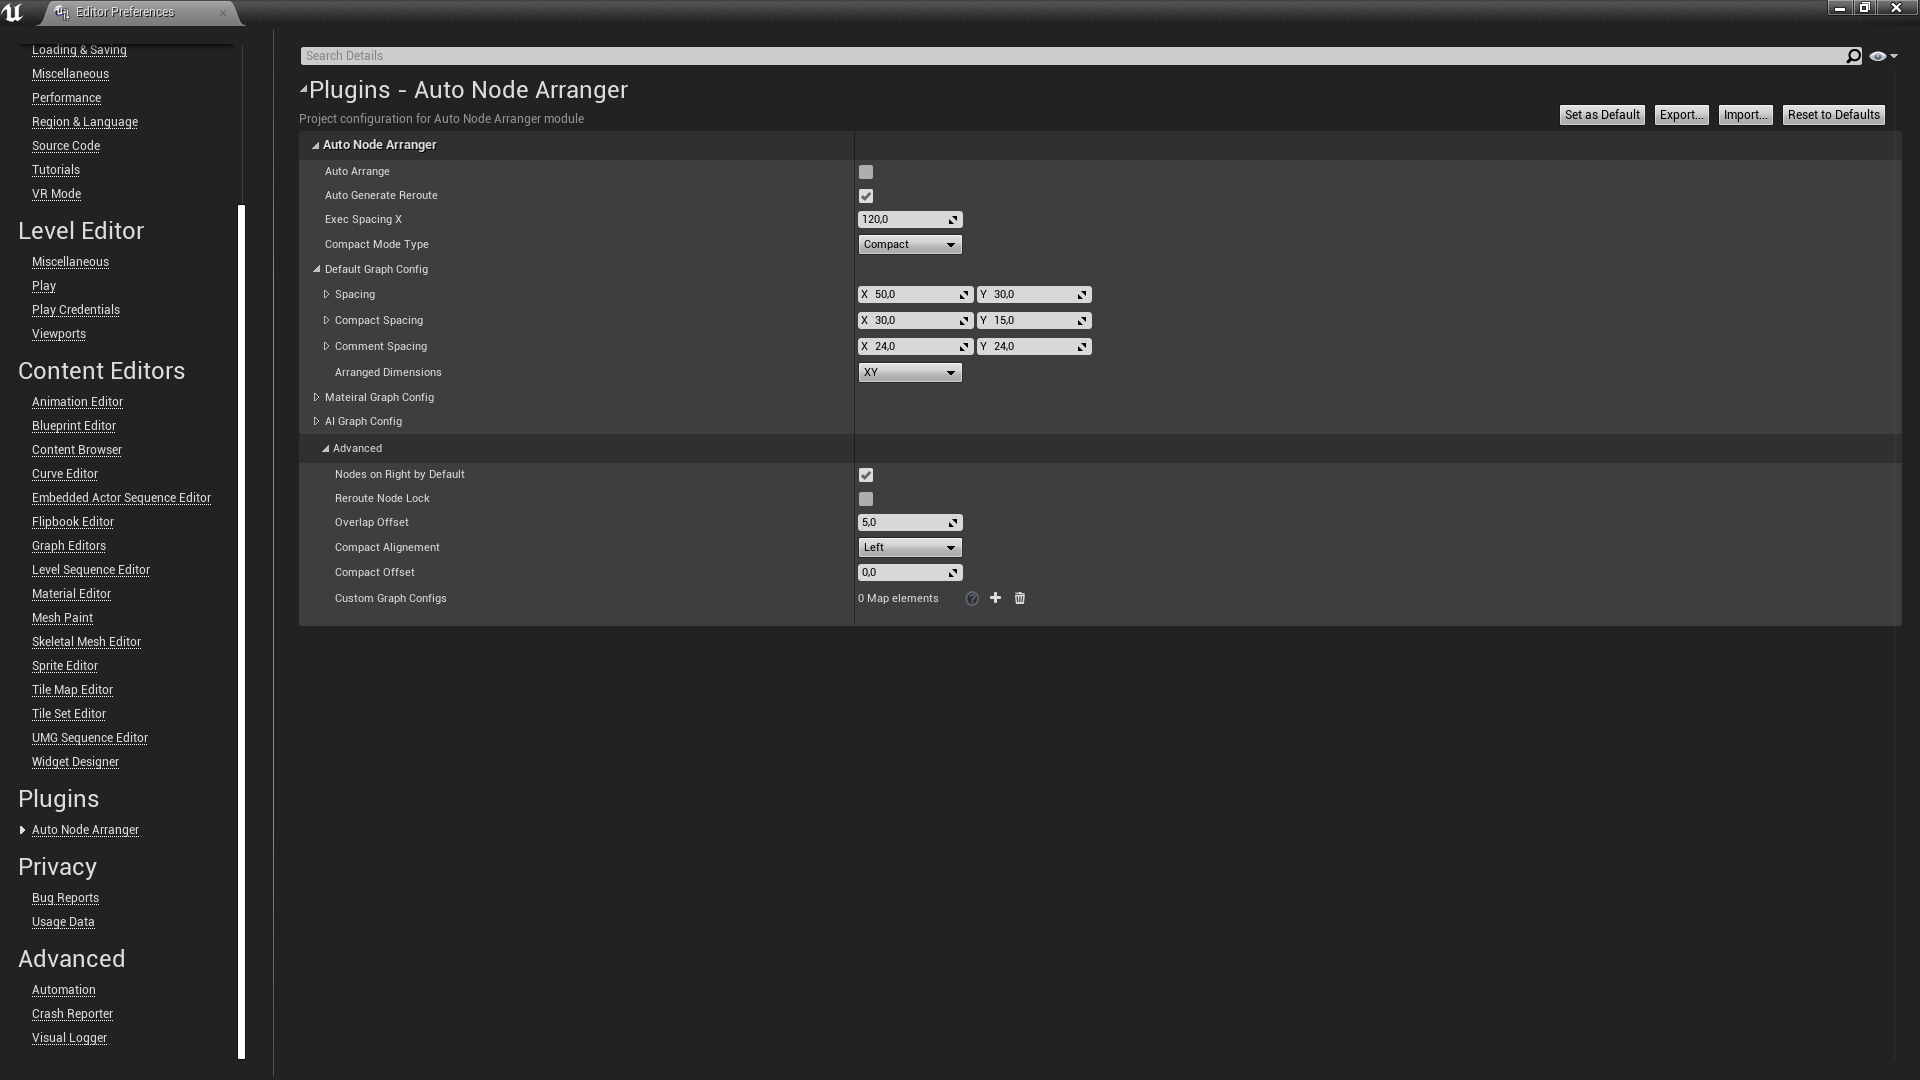 Editor Preferences
Loading & Saving
Miscellaneous
Performance
Region & Language
Source Code
Tutorials
VR Mode
Level Editor
Miscellaneous
Play
Play Credentials
Viewports
Content Editors
Animation Editor
Blueprint Editor
Content Browser
Curve Editor
Embedded Actor Sequence Editor
Flipbook Editor
Graph Editors
Level Sequence Editor
Material Editor
Mesh Paint
Skeletal Mesh Editor
Sprite Editor
Tile Map Editor
Tile Set Editor
UMG Sequence Editor
Widget Designer
Plugins
Auto Node Arranger
Privacy
Bug Reports
Usage Data
Advanced
Automation
Crash Reporter
Visual Logger
Search Details
Plugins - Auto Node Arranger
Project configuration for Auto Node Arranger module
Set as Default Export... Import... Reset to Defaults
Auto Node Arranger
Auto Arrange
Auto Generate Reroute
Exec Spacing X 120,0
Compact Mode Type Compact
Default Graph Config
Spacing X 50,0 Y 30,0
Compact Spacing X 30,0 Y 15,0
Comment Spacing X 24,0 Y 24,0
Arranged Dimensions XY
Mateiral Graph Config
AI Graph Config
Advanced
Nodes on Right by Default
Reroute Node Lock
Overlap Offset 5,0
Compact Alignement Left
Compact Offset 0,0
Custom Graph Configs 0 Map elements